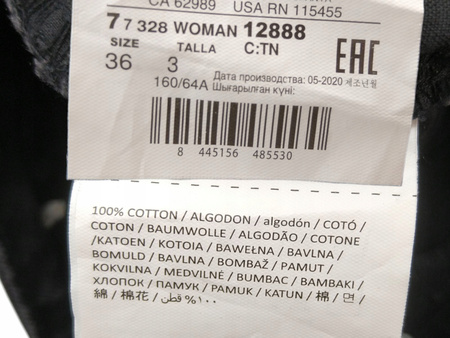 CA 62989 USA RN 115455
7 7 328 WOMAN 12888
SIZE TALLA C:TN
36 3
EAC
160/64A
Дата производства: 05-2020 제조년월
Шығарылған күні:
8 445156 485530
100% COTTON / ALGODON / algodón / COTÓ /
COTON / BAUMWOLLE / ALGODÃO / COTONE
/KATOEN / KOTOIA / BAWEŁNA / BAVLNA /
BOMULD / BAVLNA / BOMBAŽ / PAMUT /
KOKVILNA / MEDVILNĖ / BUMBAC / BAMBAKI /
ХЛОПОК / ПАМУК / PAMUK / KATUN / 棉 / 면 /
綿 / 棉花 / قطن %١٠٠